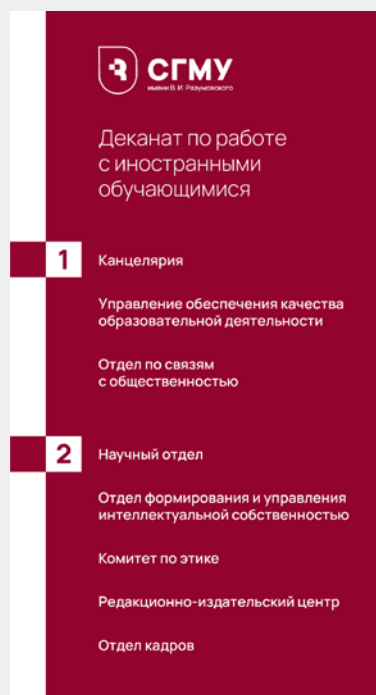 СГМУ
имени В. И. Разумовского
Деканат по работе
с иностранными
обучающимися
1
Канцелярия
Управление обеспечения качества
образовательной деятельности
Отдел по связям
с общественностью
2
Научный отдел
Отдел формирования и управления
интеллектуальной собственностью
Комитет по этике
Редакционно-издательский центр
Отдел кадров